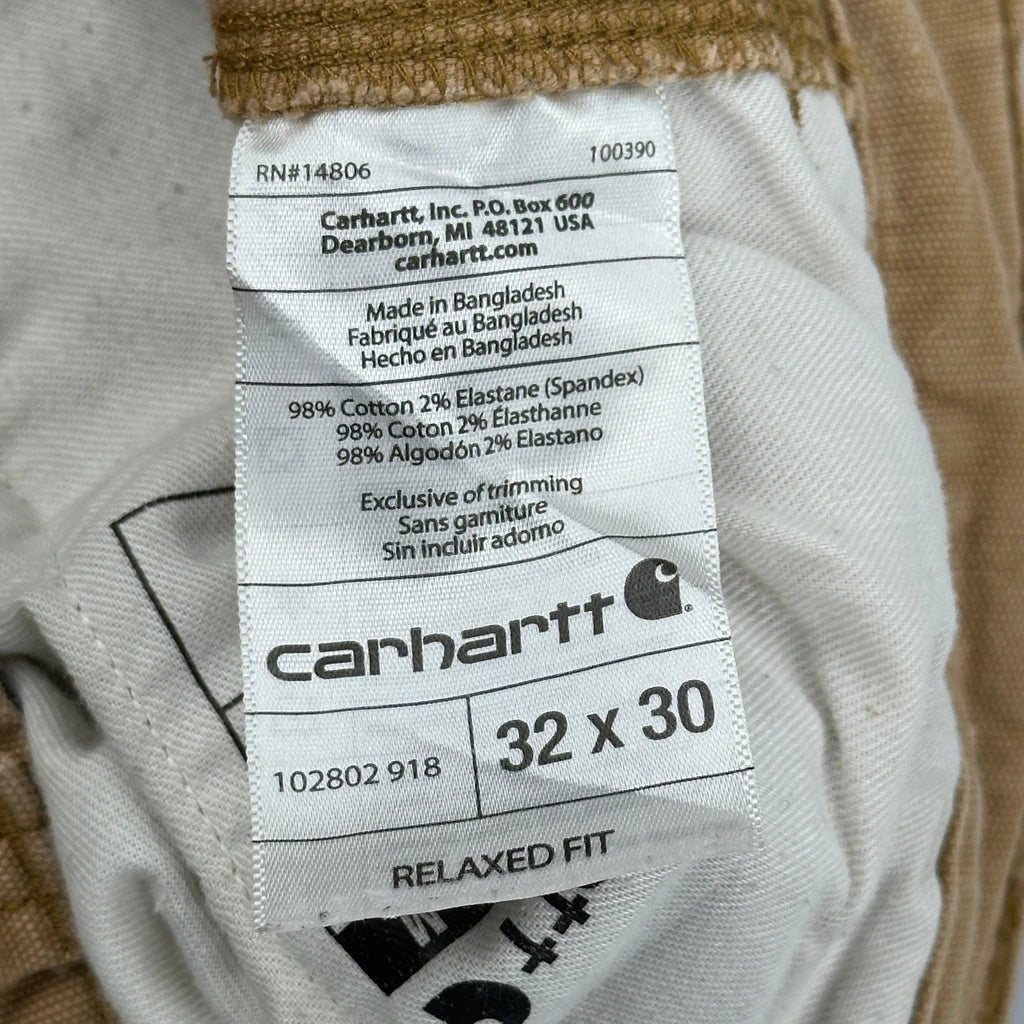 RN#14806 100390
Carhartt, Inc. P.O. Box 600
Dearborn, MI 48121 USA
carhartt.com
Made in Bangladesh
Fabriqué au Bangladesh
Hecho en Bangladesh
98% Cotton 2% Elastane (Spandex)
98% Coton 2% Élasthanne
98% Algodón 2% Elastano
Exclusive of trimming
Sans garniture
Sin incluir adorno
carhartt
102802 918 32 x 30
RELAXED FIT